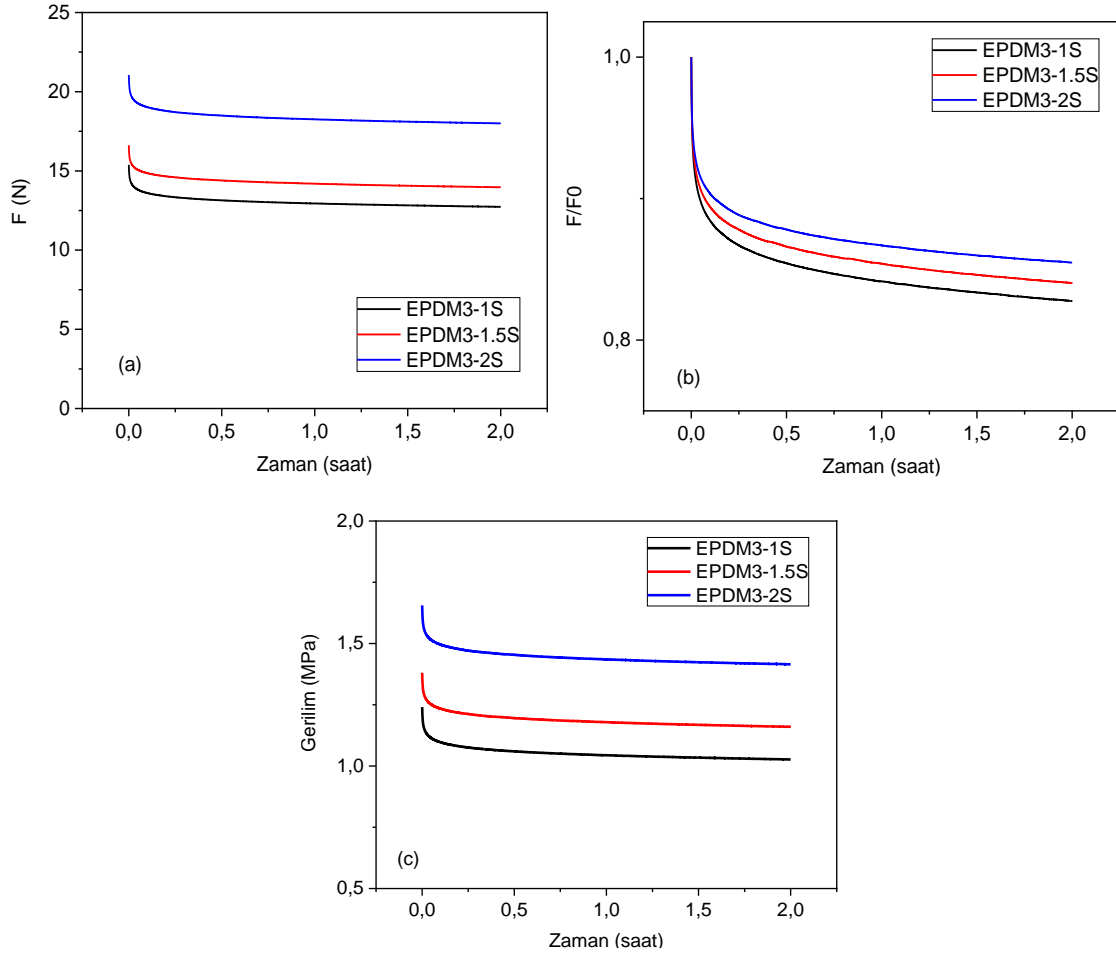 25
20
15
10
5
0
F (N)
EPDM3-1S
EPDM3-1.5S
EPDM3-2S
(a)
0,0 0,5 1,0 1,5 2,0
Zaman (saat)
1,0
0,8
F/F0
EPDM3-1S
EPDM3-1.5S
EPDM3-2S
(b)
0,0 0,5 1,0 1,5 2,0
Zaman (saat)
2,0
1,5
1,0
0,5
Gerilim (MPa)
EPDM3-1S
EPDM3-1.5S
EPDM3-2S
(c)
0,0 0,5 1,0 1,5 2,0
Zaman (saat)